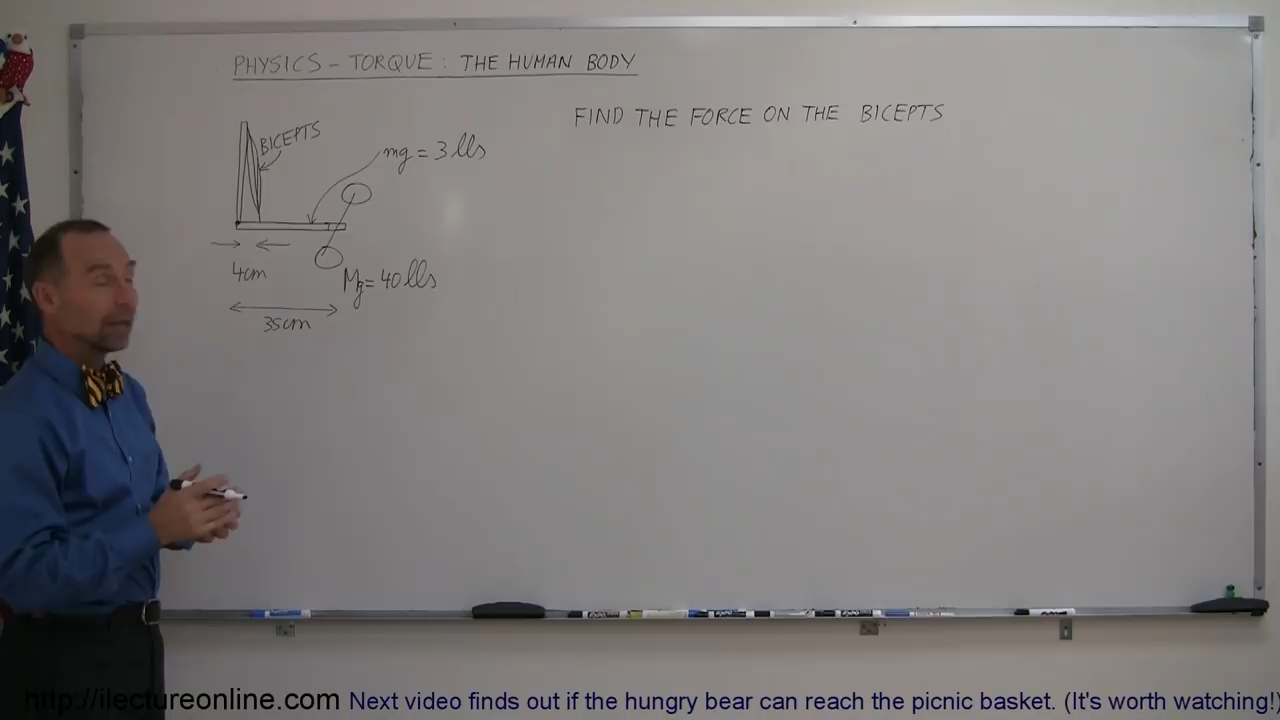 PHYSICS - TORQUE: THE HUMAN BODY
FIND THE FORCE ON THE BICEPTS
BICEPTS
mg = 3 lbs
4cm
Mg = 40 lbs
35cm
http://ilectureonline.com Next video finds out if the hungry bear can reach the picnic basket. (It's worth watching!)